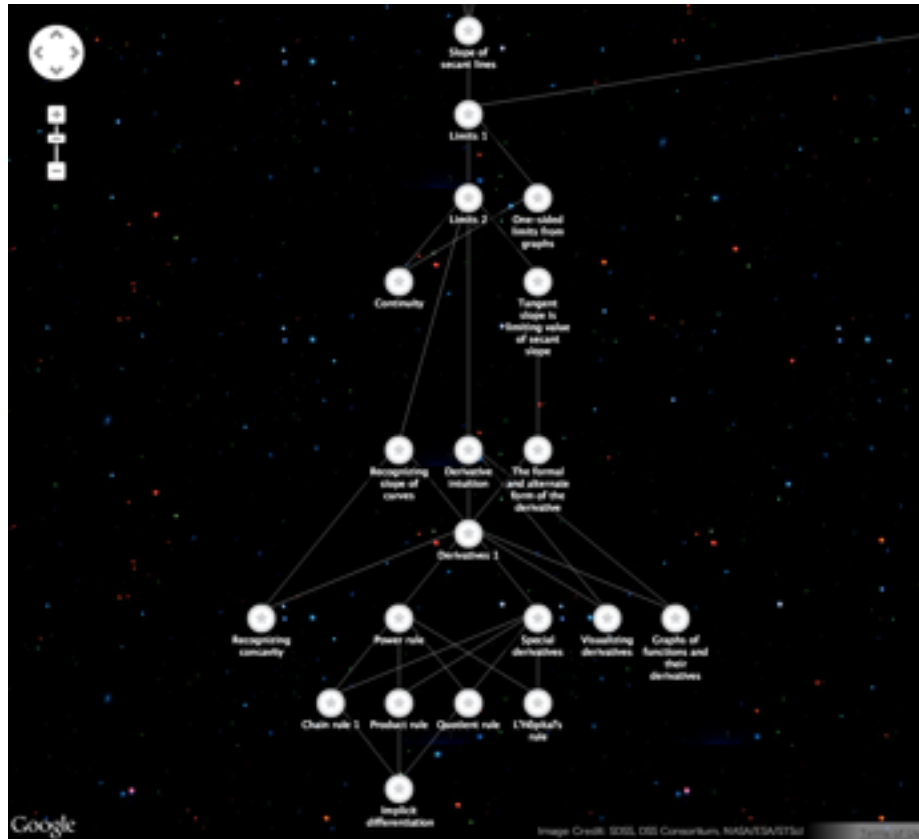 Slope of
secant lines
Limits 1
Limits 2
One-sided
limits from
graphs
Continuity
Tangent
slope is
limiting value
of secant
slope
Recognizing
slope of
curves
Derivative
intuition
The formal
and alternate
form of the
derivative
Derivatives 1
Recognizing
concavity
Power rule
Special
derivatives
Visualizing
derivatives
Graphs of
functions and
their
derivatives
Chain rule 1
Product rule
Quotient rule
L'Hôpital's
rule
Implicit
differentiation
Google
Image Credit: SDSS, DSS Consortium, NASA/ESA/STScI